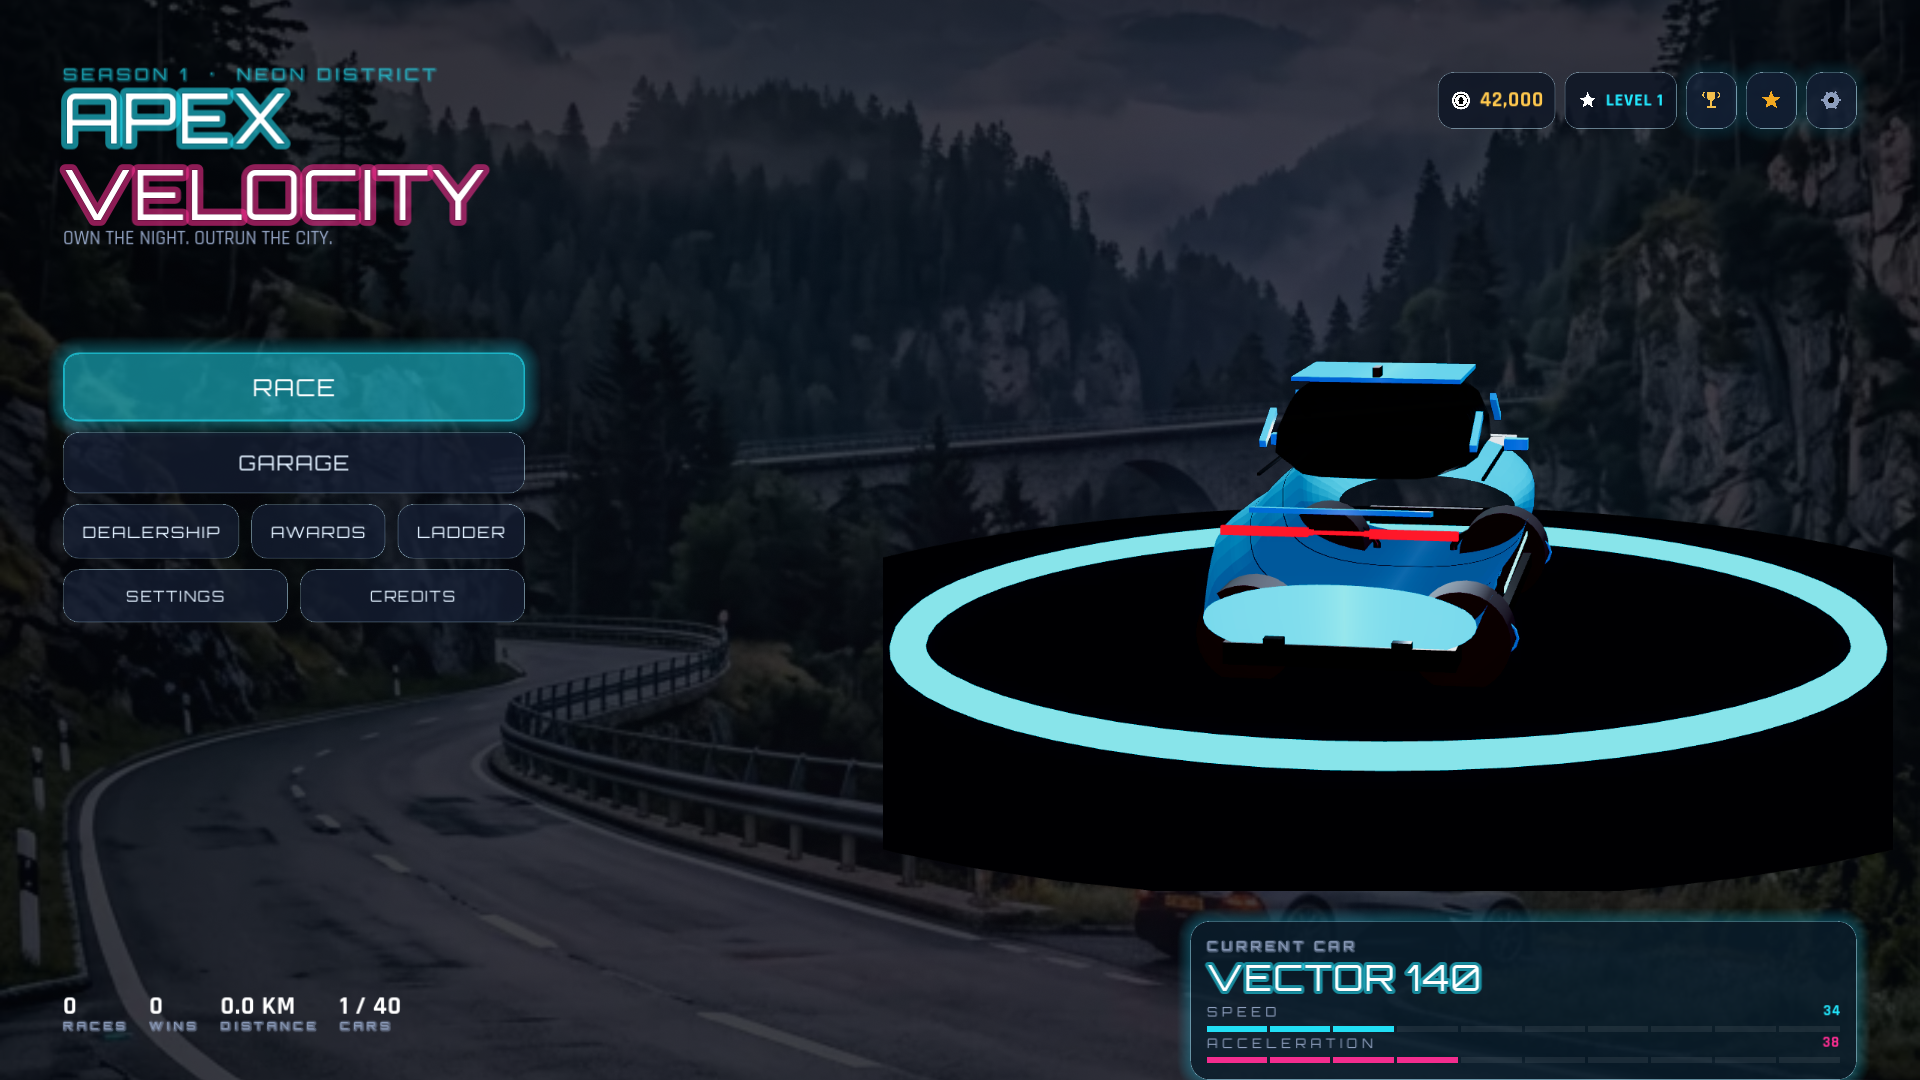 SEASON 1 · NEON DISTRICT
APEX
VELOCITY
OWN THE NIGHT. OUTRUN THE CITY.
42,000
LEVEL 1
RACE
GARAGE
DEALERSHIP
AWARDS
LADDER
SETTINGS
CREDITS
0
RACES
0
WINS
0.0 KM
DISTANCE
1 / 40
CARS
CURRENT CAR
VECTOR 140
SPEED
34
ACCELERATION
38